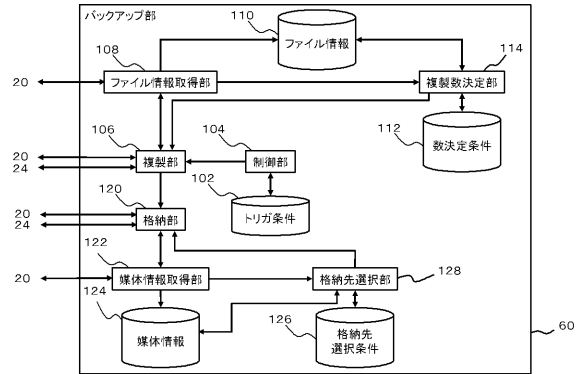 バックアップ部
110
ファイル情報
108
114
20
ファイル情報取得部
複製数決定部
106
104
112
数決定条件
20
24
複製部
制御部
120
102
20
24
格納部
トリガ条件
122
20
媒体情報取得部
格納先選択部
128
124
媒体情報
126
格納先
選択条件
60